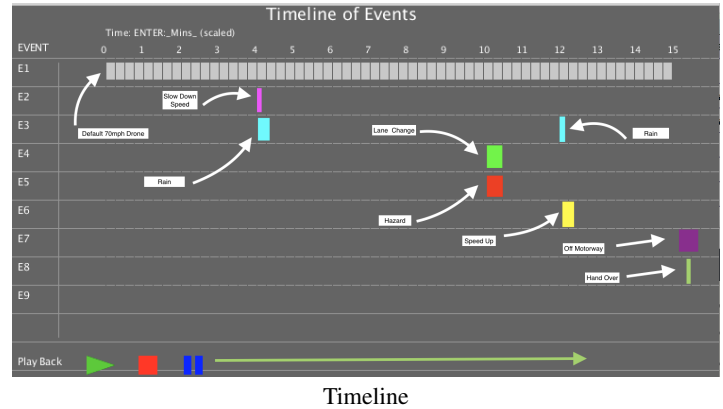 Timeline of Events
Time: ENTER:_Mins_ (scaled)
EVENT 0 1 2 3 4 5 6 7 8 9 10 11 12 13 14 15
E1
E2
Slow Down
Speed
E3
Default 70mph Drone
Lane Change
Rain
E4
E5
Rain
Hazard
E6
Speed Up
E7
Off Motorway
E8
Hand Over
E9
Play Back
Timeline